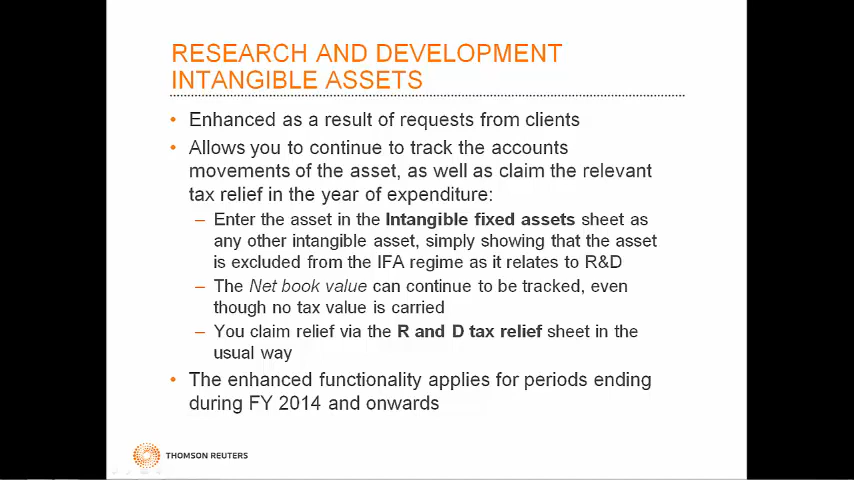 RESEARCH AND DEVELOPMENT
INTANGIBLE ASSETS
• Enhanced as a result of requests from clients
• Allows you to continue to track the accounts
movements of the asset, as well as claim the relevant
tax relief in the year of expenditure:
– Enter the asset in the Intangible fixed assets sheet as
any other intangible asset, simply showing that the asset
is excluded from the IFA regime as it relates to R&D
– The Net book value can continue to be tracked, even
though no tax value is carried
– You claim relief via the R and D tax relief sheet in the
usual way
• The enhanced functionality applies for periods ending
during FY 2014 and onwards
THOMSON REUTERS